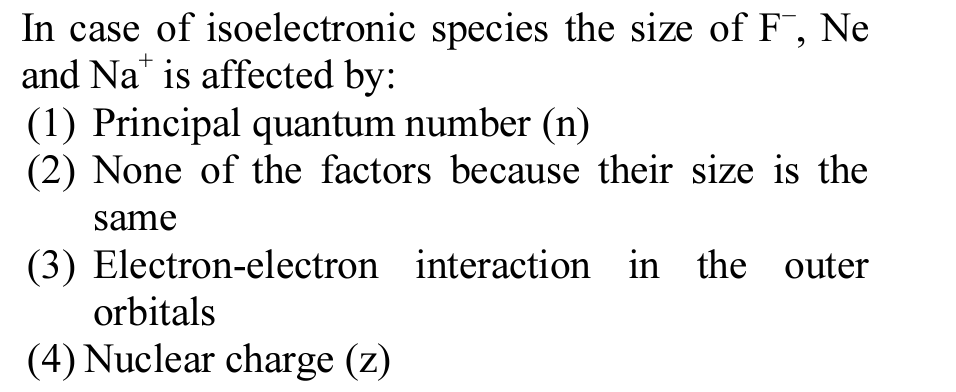 In case of isoelectronic species the size of F⁻, Ne
and Na⁺ is affected by:
(1) Principal quantum number (n)
(2) None of the factors because their size is the
same
(3) Electron-electron interaction in the outer
orbitals
(4) Nuclear charge (z)